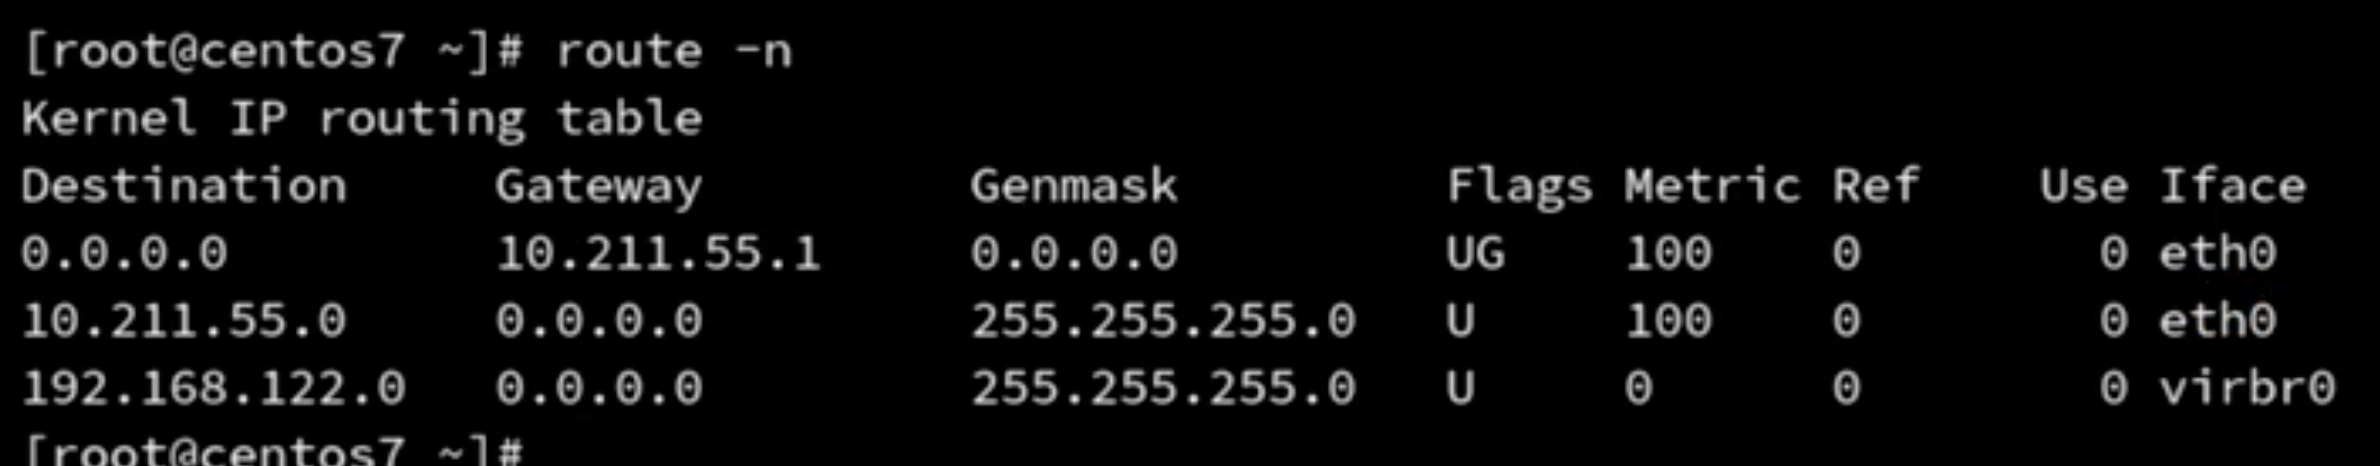 [root@centos7 ~]# route -n
Kernel IP routing table
Destination     Gateway         Genmask         Flags Metric Ref    Use Iface
0.0.0.0         10.211.55.1     0.0.0.0         UG    100    0        0 eth0
10.211.55.0     0.0.0.0         255.255.255.0   U     100    0        0 eth0
192.168.122.0   0.0.0.0         255.255.255.0   U     0      0        0 virbr0
[root@centos7 ~]#